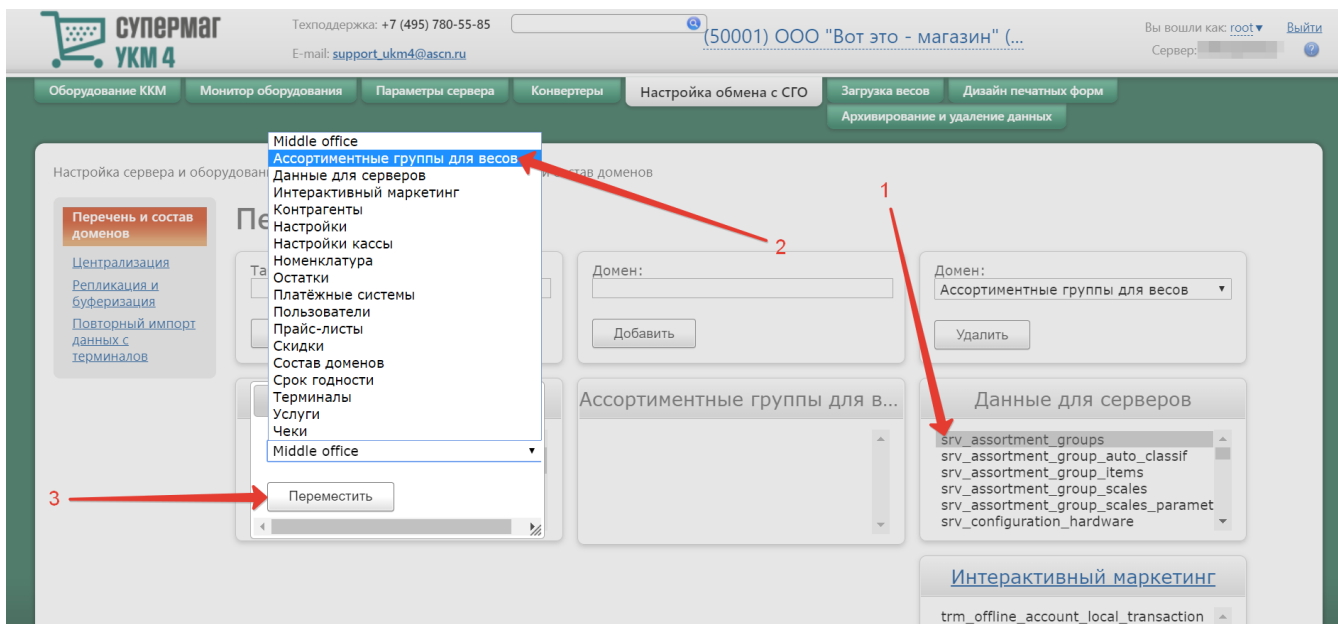 СУПЕРМАГ
УКМ 4
Техподдержка: +7 (495) 780-55-85
E-mail: support_ukm4@ascn.ru
(50001) ООО "Вот это - магазин" (...
Вы вошли как: root▼ Выйти
Сервер:
?
Оборудование ККМ
Монитор оборудования
Параметры сервера
Конвертеры
Настройка обмена с СГО
Загрузка весов
Дизайн печатных форм
Архивирование и удаление данных
Настройка сервера и
тав доменов
Перечень и состав
доменов
Централизация
Репликация и
буферизация
Повторный импорт
данных с
терминалов
Middle office
Ассортиментные группы для весов
Данные для серверов
Интерактивный маркетинг
Контрагенты
Настройки
Настройки кассы
Номенклатура
Остатки
Платёжные системы
Пользователи
Прайс-листы
Скидки
Состав доменов
Срок годности
Терминалы
Услуги
Чеки
Middle office
Переместить
1
2
3
Домен:
Добавить
Домен:
Ассортиментные группы для весов
Удалить
Ассортиментные группы для в...
Данные для серверов
srv_assortment_groups
srv_assortment_group_auto_classif
srv_assortment_group_items
srv_assortment_group_scales
srv_assortment_group_scales_paramet
srv_configuration_hardware
Интерактивный маркетинг
trm_offline_account_local_transaction